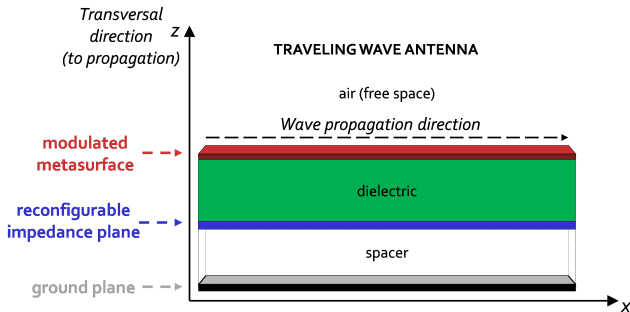 Transversal
direction
(to propagation)
z
TRAVELING WAVE ANTENNA
air (free space)
Wave propagation direction
modulated
metasurface
dielectric
reconfigurable
impedance plane
spacer
ground plane
x